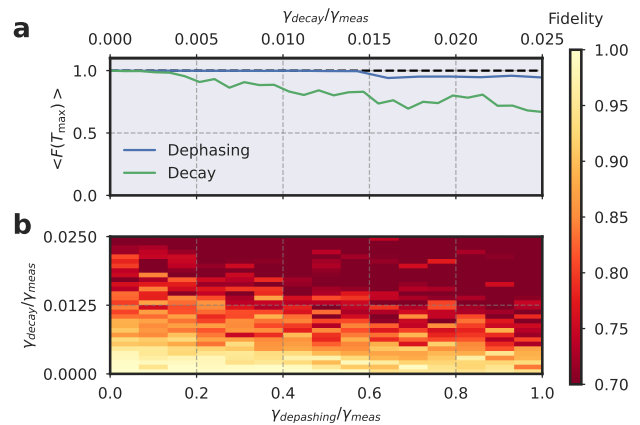 a
γdecay/γmeas
0.000 0.005 0.010 0.015 0.020 0.025
Fidelity
<F(Tmax) >
1.0
0.5
0.0
Dephasing
Decay
b
γdecay/γmeas
0.0250
0.0125
0.0000
0.0 0.2 0.4 0.6 0.8 1.0
γdepashing/γmeas
1.00
0.95
0.90
0.85
0.80
0.75
0.70